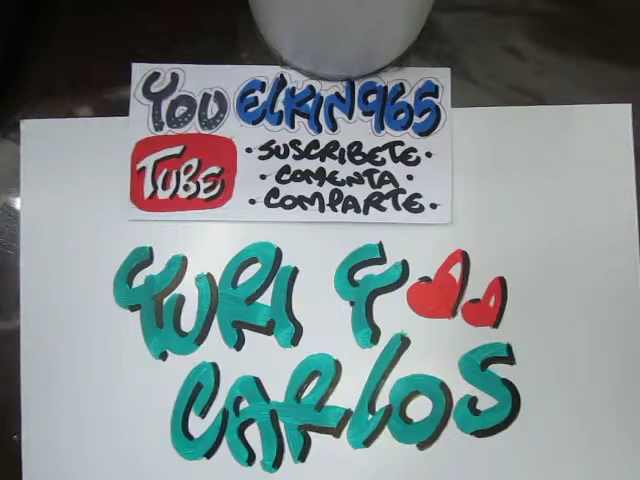 YOU ELKIN965
TUBE
•SUSCRIBETE•
•COMENTA•
•COMPARTE•
YURI Y
CARLOS